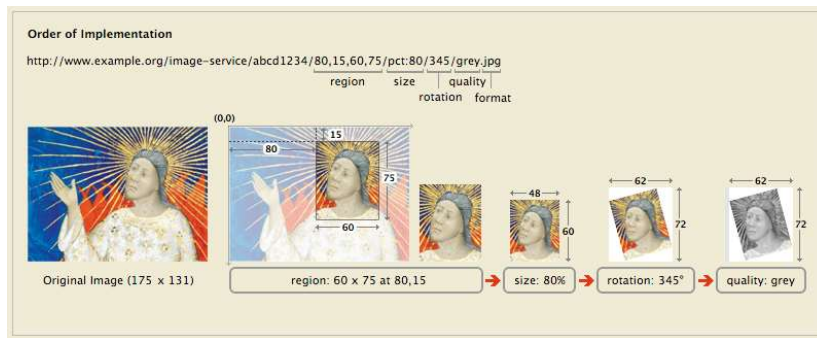 Order of Implementation
http://www.example.org/image-service/abcd1234/80,15,60,75/pct:80/345/grey.jpg
region size quality
rotation format
(0,0)
15
80
75
60
48
60
62
72
62
72
Original Image (175 x 131) region: 60 x 75 at 80,15 size: 80% rotation: 345° quality: grey